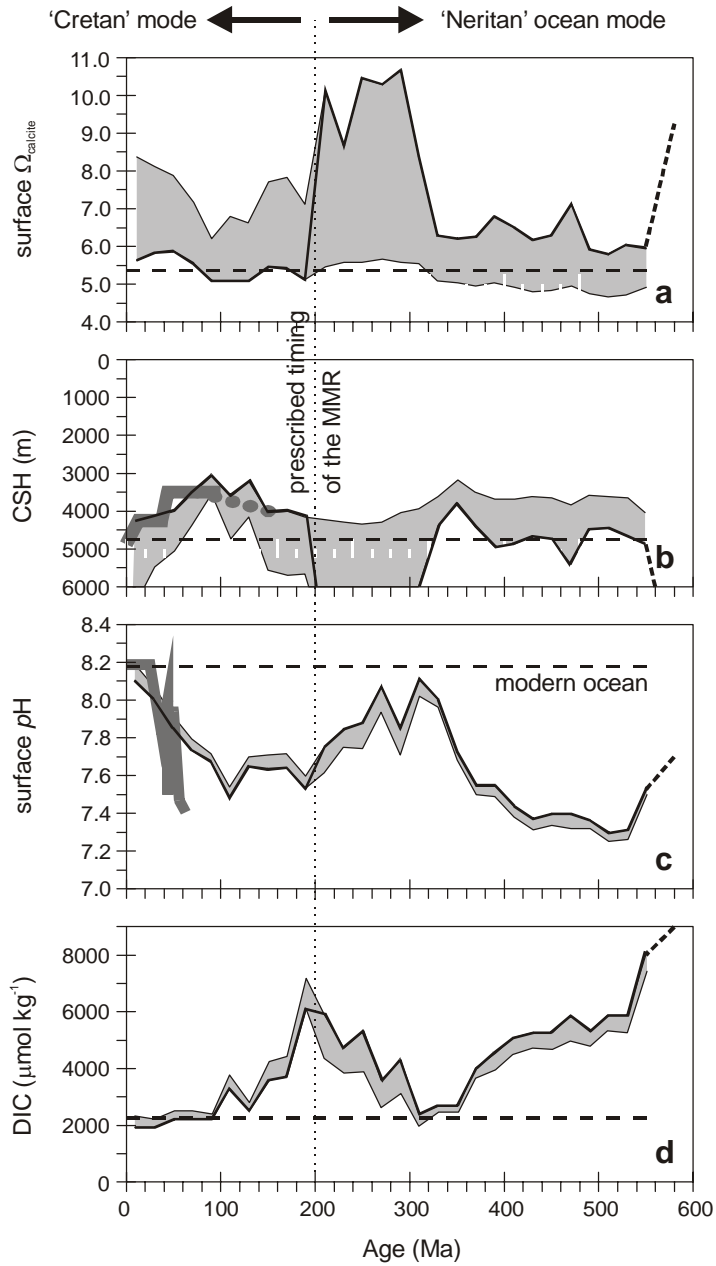 ‘Cretan’ mode ‘Neritan’ ocean mode
11.0
10.0
9.0
8.0
7.0
6.0
5.0
4.0
surface Ωcalcite
a
prescribed timing
of the MMR
0
1000
2000
3000
4000
5000
6000
CSH (m)
b
8.4
8.2
8.0
7.8
7.6
7.4
7.2
7.0
surface pH
modern ocean
c
8000
6000
4000
2000
0
DIC (μmol kg⁻¹)
d
0 100 200 300 400 500 600
Age (Ma)